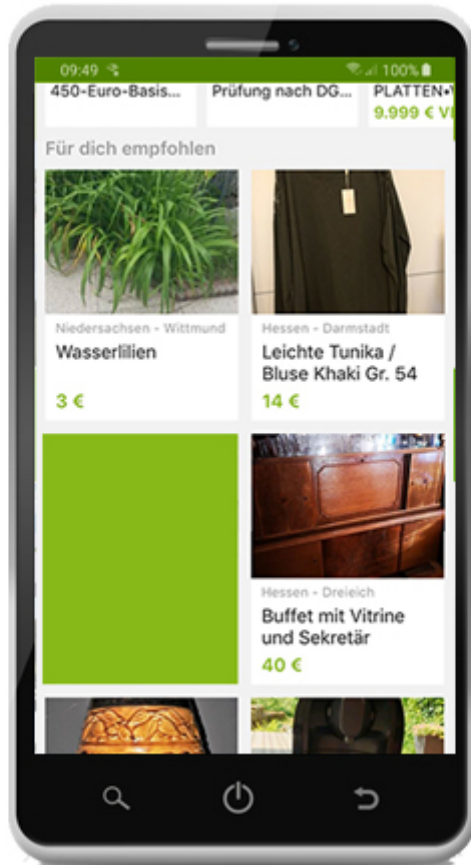 09:49
100%
450-Euro-Basis...
Prüfung nach DG...
PLATTEN
9.999 €
Für dich empfohlen
Niedersachsen - Wittmund
Wasserlilien
3 €
Hessen - Darmstadt
Leichte Tunika /
Bluse Khaki Gr. 54
14 €
Hessen - Dreieich
Buffet mit Vitrine
und Sekretär
40 €